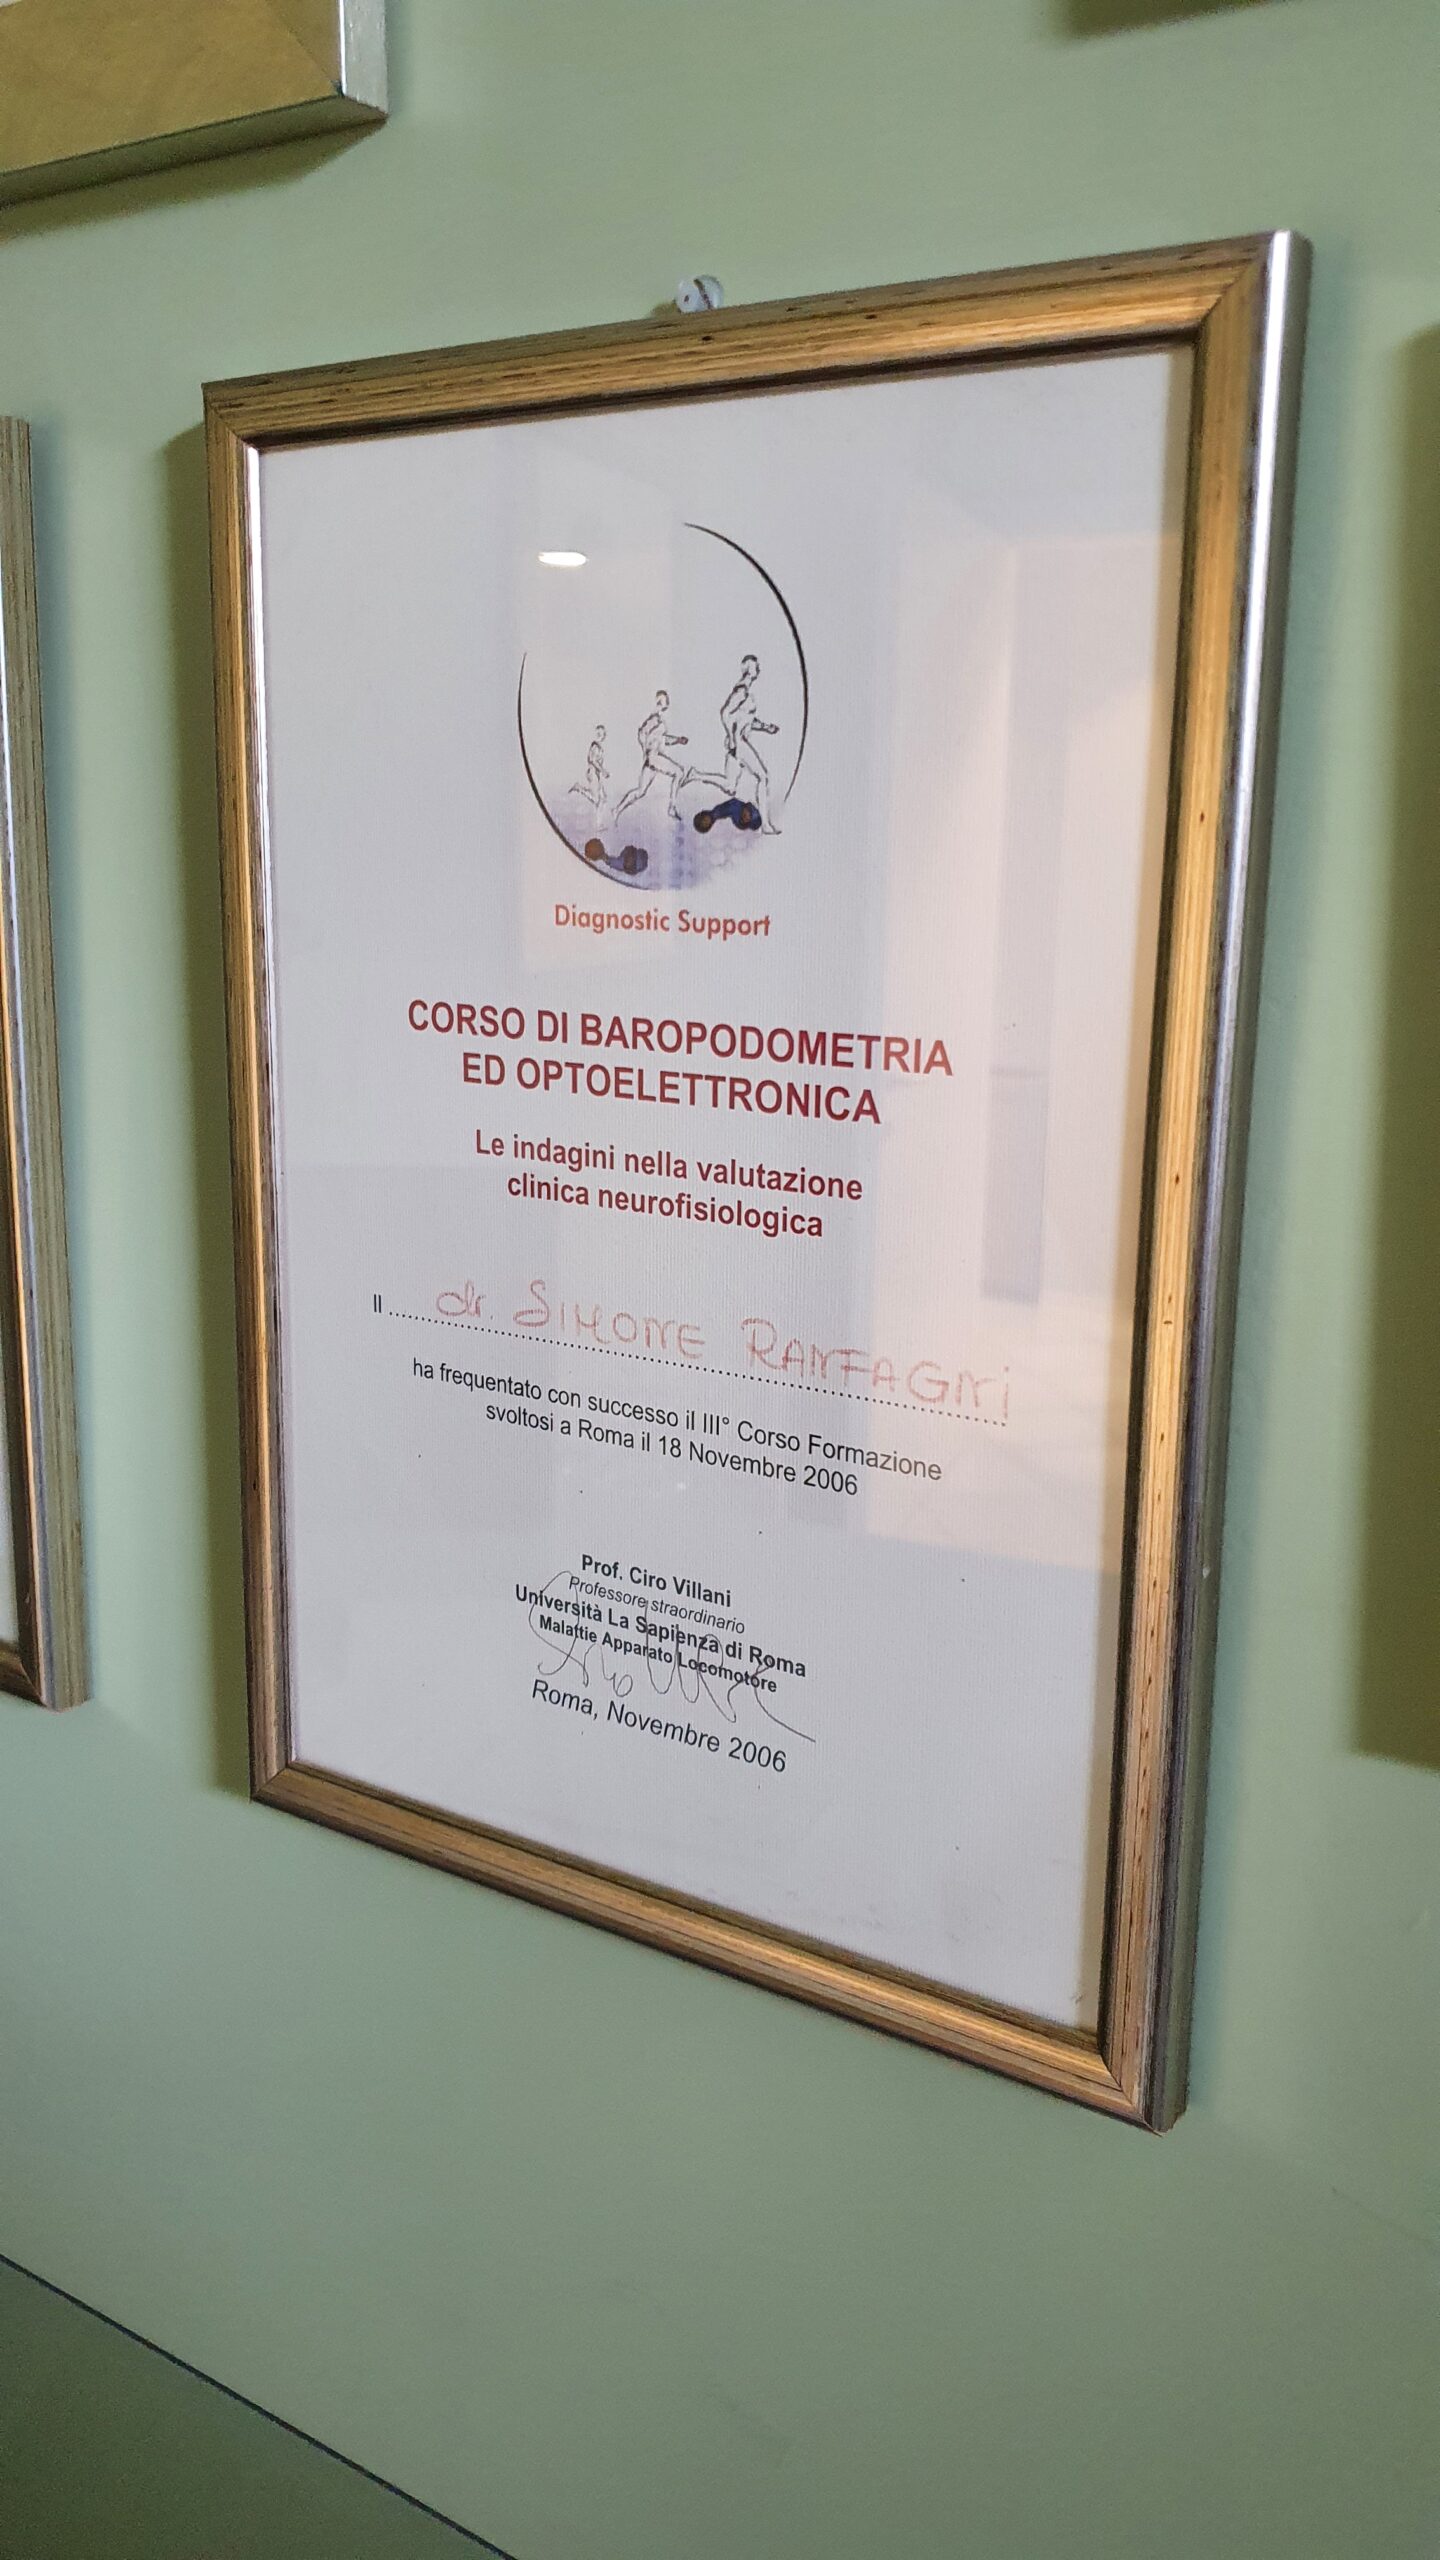 Diagnostic Support
CORSO DI BAROPODOMETRIA
ED OPTOELETTRONICA
Le indagini nella valutazione
clinica neurofisiologica
Il ........ dr. SIMONE RANFAGNI
ha frequentato con successo il III° Corso Formazione
svoltosi a Roma il 18 Novembre 2006
Prof. Ciro Villani
Professore straordinario
Università La Sapienza di Roma
Malattie Apparato Locomotore
Roma, Novembre 2006